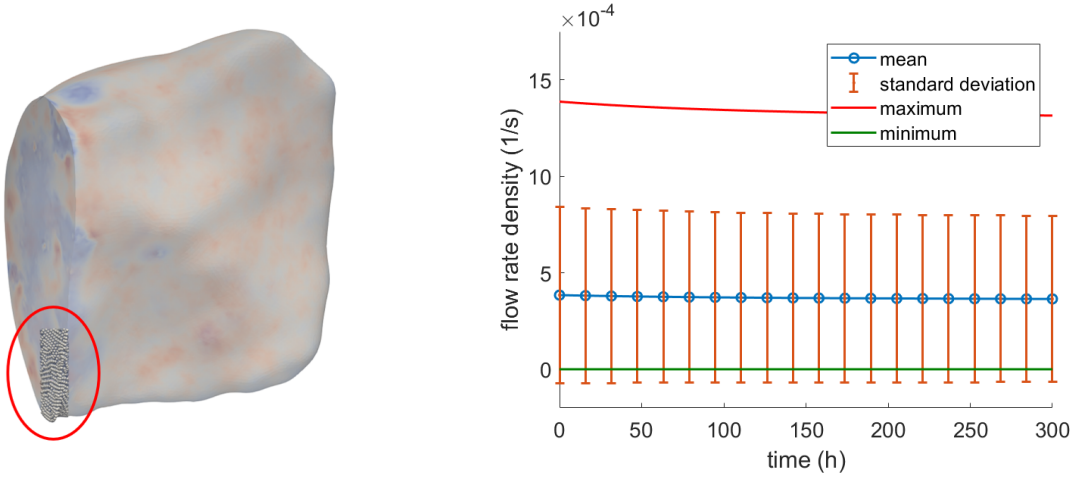 ×10⁻⁴
15
10
5
0
flow rate density (1/s)
mean
standard deviation
maximum
minimum
0 50 100 150 200 250 300
time (h)